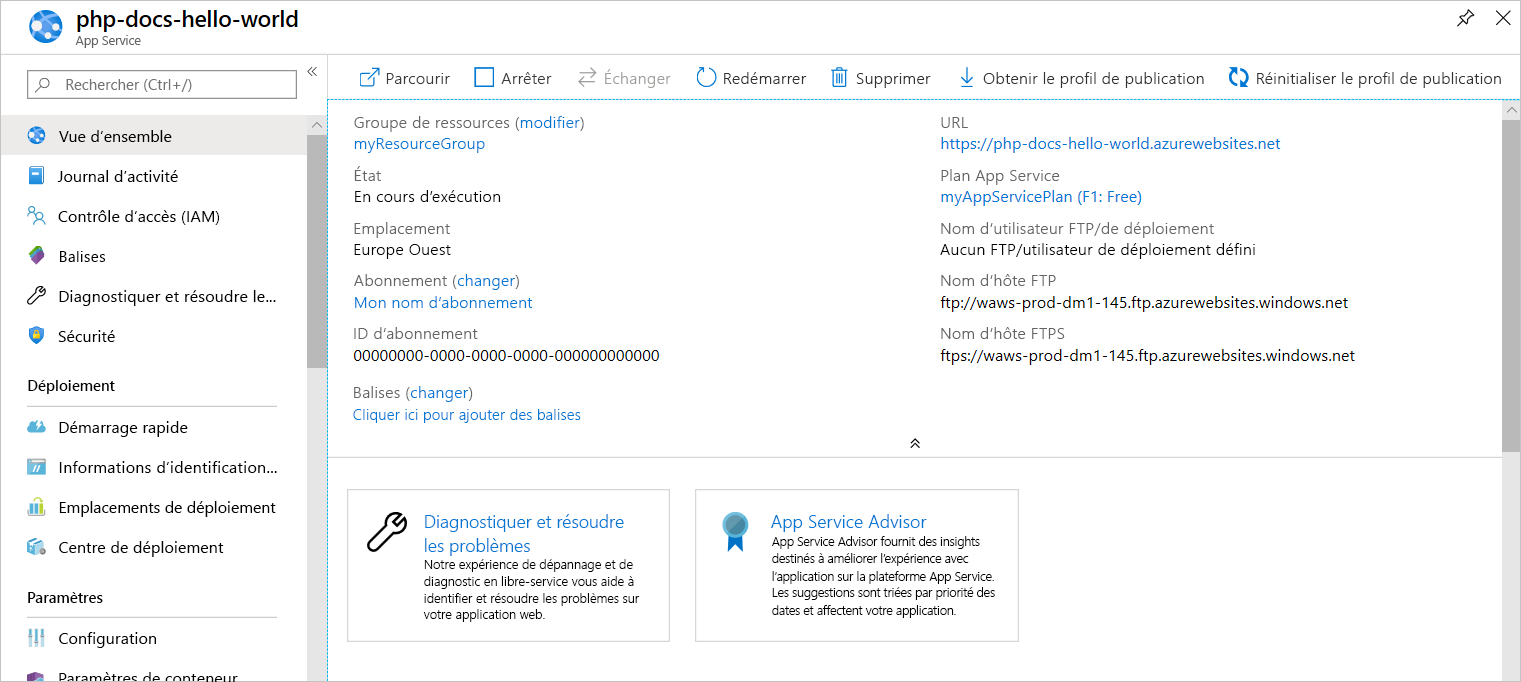 php-docs-hello-world
App Service
Rechercher (Ctrl+/)
Vue d'ensemble
Journal d'activité
Contrôle d'accès (IAM)
Balises
Diagnostiquer et résoudre le...
Sécurité
Déploiement
Démarrage rapide
Informations d'identification...
Emplacements de déploiement
Centre de déploiement
Paramètres
Configuration
Paramètres de conteneur
Parcourir
Arrêter
Échanger
Redémarrer
Supprimer
Obtenir le profil de publication
Réinitialiser le profil de publication
Groupe de ressources (modifier)
myResourceGroup
État
En cours d'exécution
Emplacement
Europe Ouest
Abonnement (changer)
Mon nom d'abonnement
ID d'abonnement
00000000-0000-0000-0000-000000000000
Balises (changer)
Cliquer ici pour ajouter des balises
URL
https://php-docs-hello-world.azurewebsites.net
Plan App Service
myAppServicePlan (F1: Free)
Nom d'utilisateur FTP/de déploiement
Aucun FTP/utilisateur de déploiement défini
Nom d'hôte FTP
ftp://waws-prod-dm1-145.ftp.azurewebsites.windows.net
Nom d'hôte FTPS
ftps://waws-prod-dm1-145.ftp.azurewebsites.windows.net
Diagnostiquer et résoudre
les problèmes
Notre expérience de dépannage et de
diagnostic en libre-service vous aide à
identifier et résoudre les problèmes sur
votre application web.
App Service Advisor
App Service Advisor fournit des insights
destinés à améliorer l'expérience avec
l'application sur la plateforme App Service.
Les suggestions sont triées par priorité des
dates et affectent votre application.